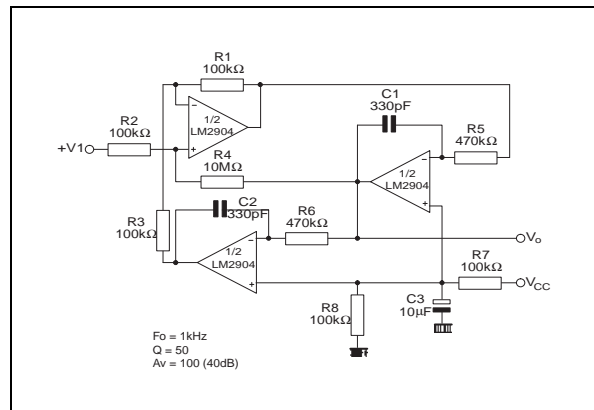 R1
100kΩ
C1
330pF
R2
100kΩ
1/2
LM2904
R5
470kΩ
+V1
R4
10MΩ
1/2
LM2904
C2
330pF
R3
100kΩ
R6
470kΩ
1/2
LM2904
Vo
R7
100kΩ
VCC
R8
100kΩ
C3
10µF
Fo = 1kHz
Q = 50
Av = 100 (40dB)